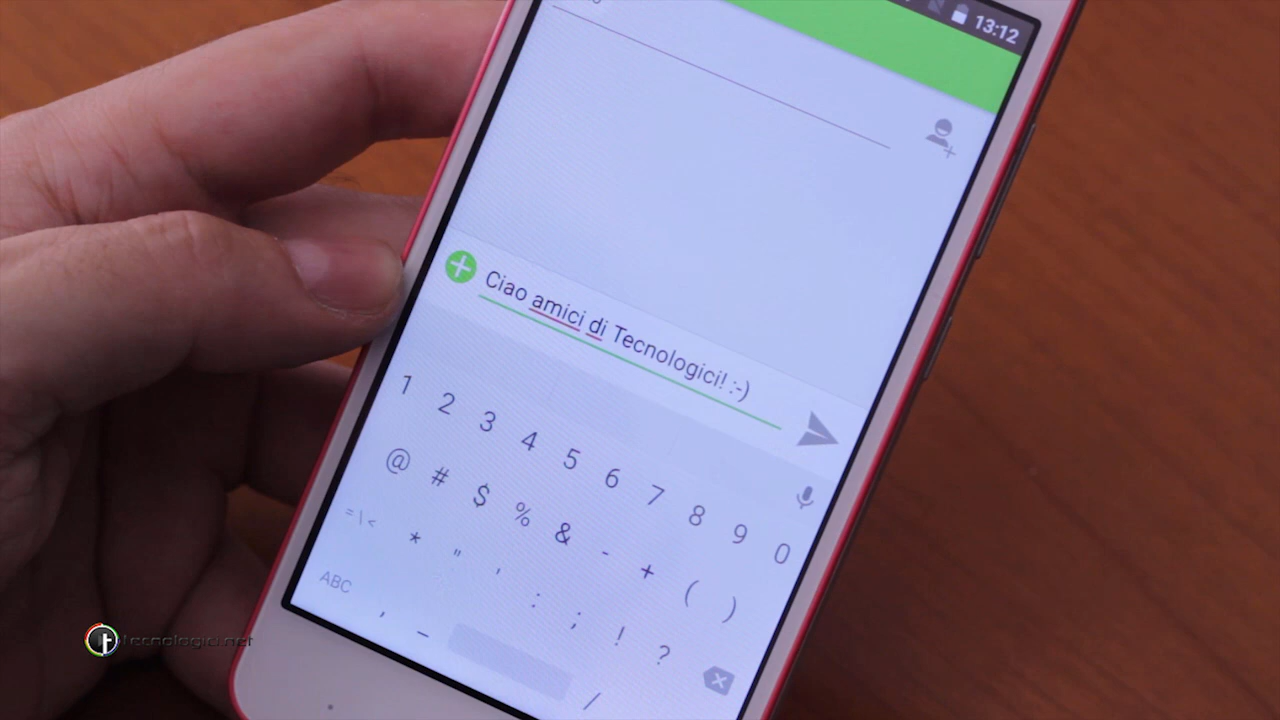 13:12
Ciao amici di Tecnologici! :-)
1 2 3 4 5 6 7 8 9 0
@ # $ % & - + ( )
=\< * " ' : ; ! ?
ABC , _ /
tecnologici.net